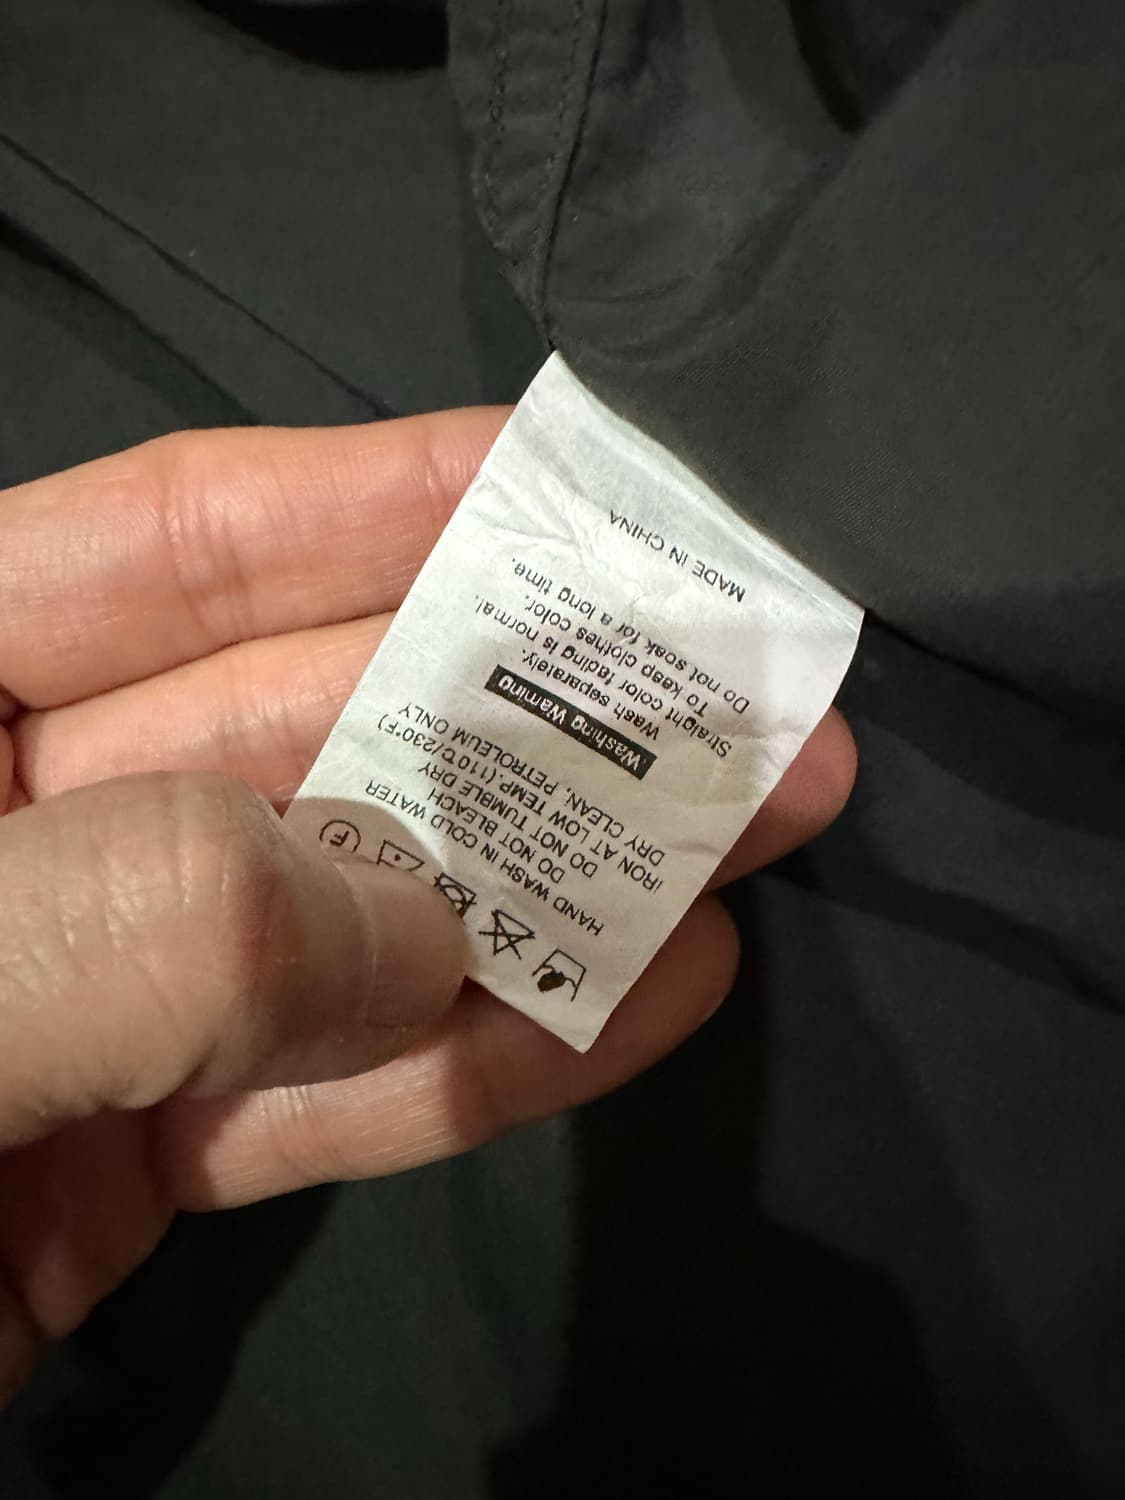 F
HAND WASH IN COLD WATER
DO NOT BLEACH
DO NOT TUMBLE DRY
IRON AT LOW TEMP.(110℃/230°F)
DRY CLEAN, PETROLEUM ONLY
Washing Warning
Wash separately.
Straight color fading is normal.
To keep clothes color,
Do not soak for a long time.
MADE IN CHINA